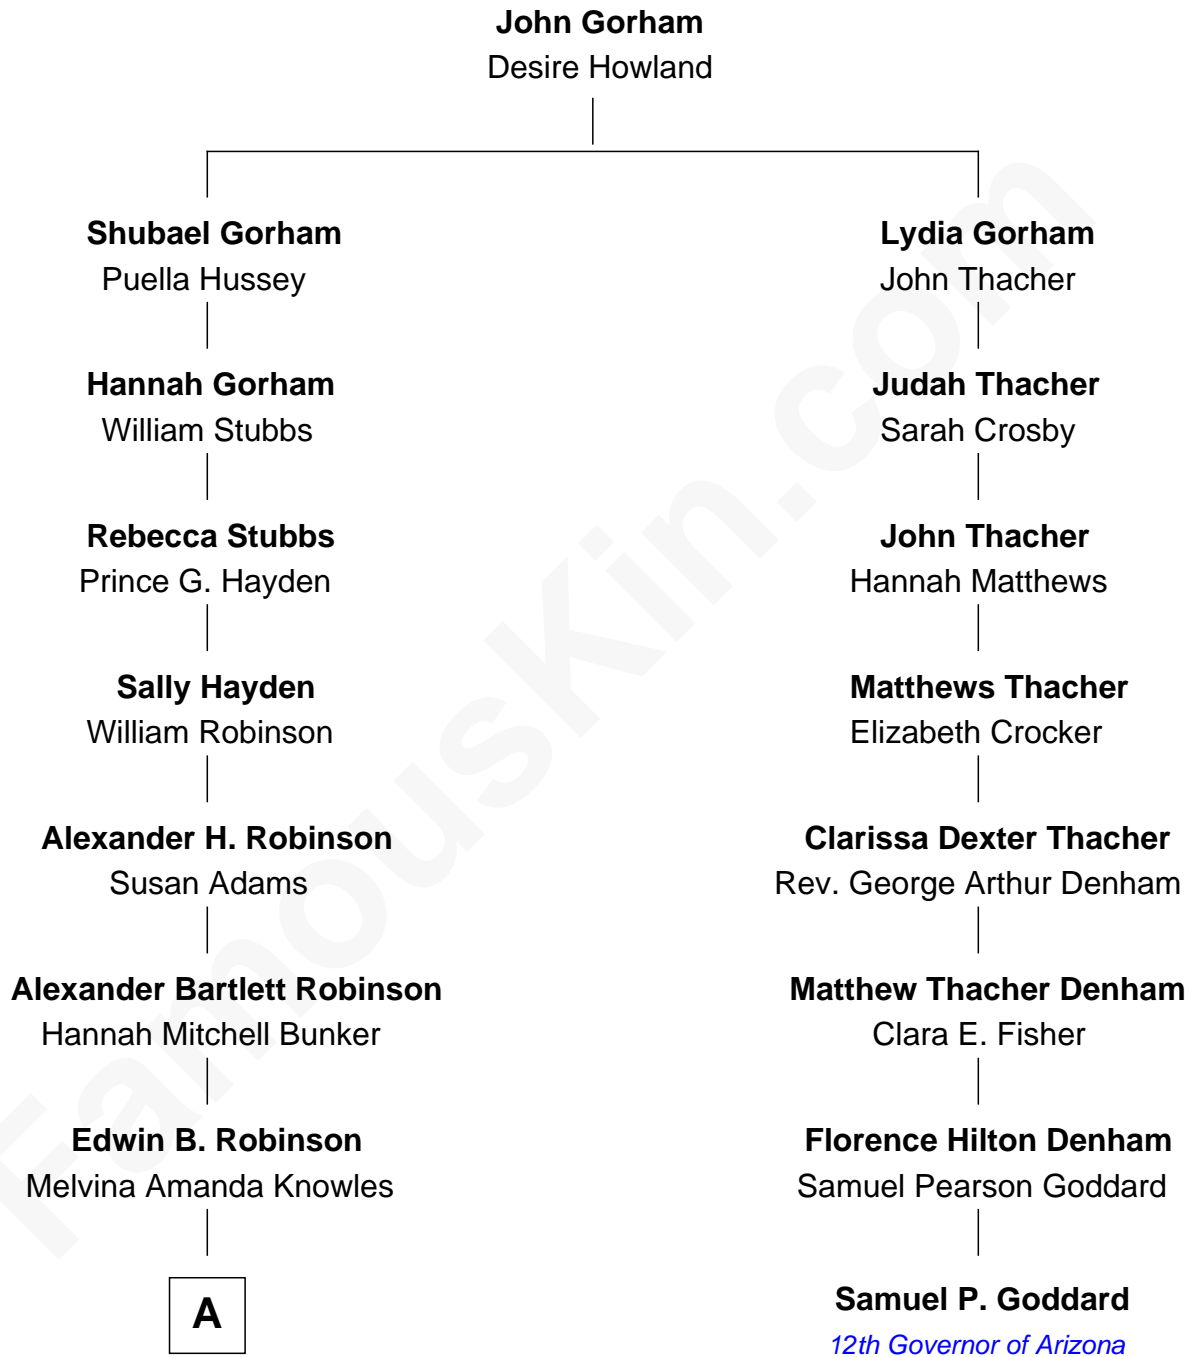 John Gorham
Desire Howland
Shubael Gorham
Puella Hussey
Lydia Gorham
John Thacher
Hannah Gorham
William Stubbs
Judah Thacher
Sarah Crosby
Rebecca Stubbs
Prince G. Hayden
John Thacher
Hannah Matthews
Sally Hayden
William Robinson
Matthews Thacher
Elizabeth Crocker
Alexander H. Robinson
Susan Adams
Clarissa Dexter Thacher
Rev. George Arthur Denham
Alexander Bartlett Robinson
Hannah Mitchell Bunker
Matthew Thacher Denham
Clara E. Fisher
Edwin B. Robinson
Melvina Amanda Knowles
Florence Hilton Denham
Samuel Pearson Goddard
A
Samuel P. Goddard
12th Governor of Arizona
FamousKin.com